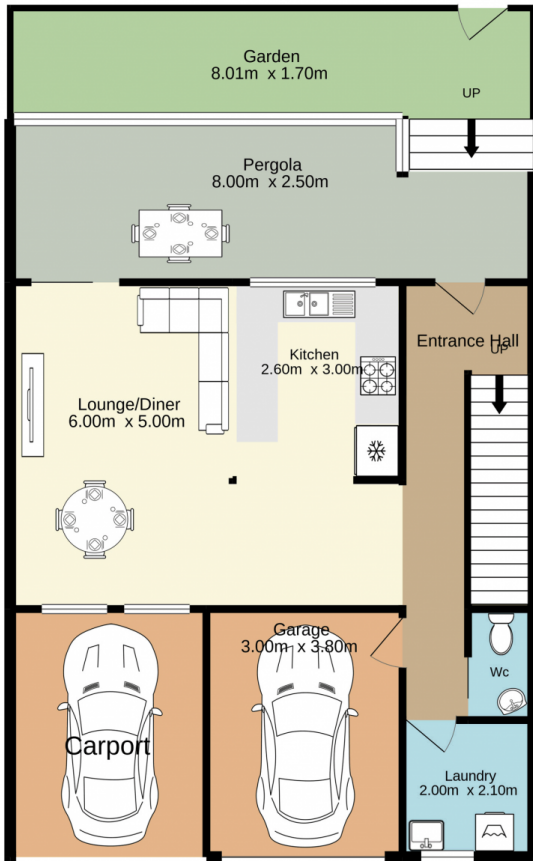 Garden
8.01m x 1.70m
UP
Pergola
8.00m x 2.50m
Entrance Hall
UP
Kitchen
2.60m x 3.00m
Lounge/Diner
6.00m x 5.00m
Garage
3.00m x 3.80m
Wc
Carport
Laundry
2.00m x 2.10m